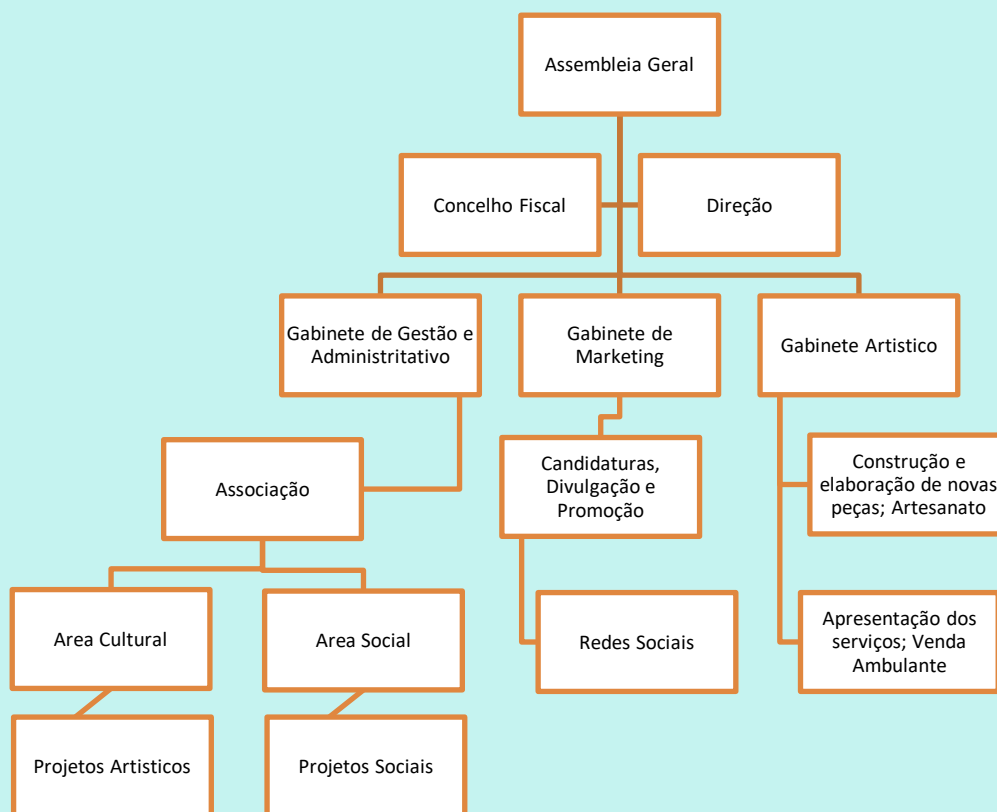 Assembleia Geral
Concelho Fiscal
Direção
Gabinete de Gestão e
Administritativo
Gabinete de
Marketing
Gabinete Artistico
Associação
Candidaturas,
Divulgação e
Promoção
Construção e
elaboração de novas
peças; Artesanato
Area Cultural
Area Social
Redes Sociais
Apresentação dos
serviços; Venda
Ambulante
Projetos Artisticos
Projetos Sociais